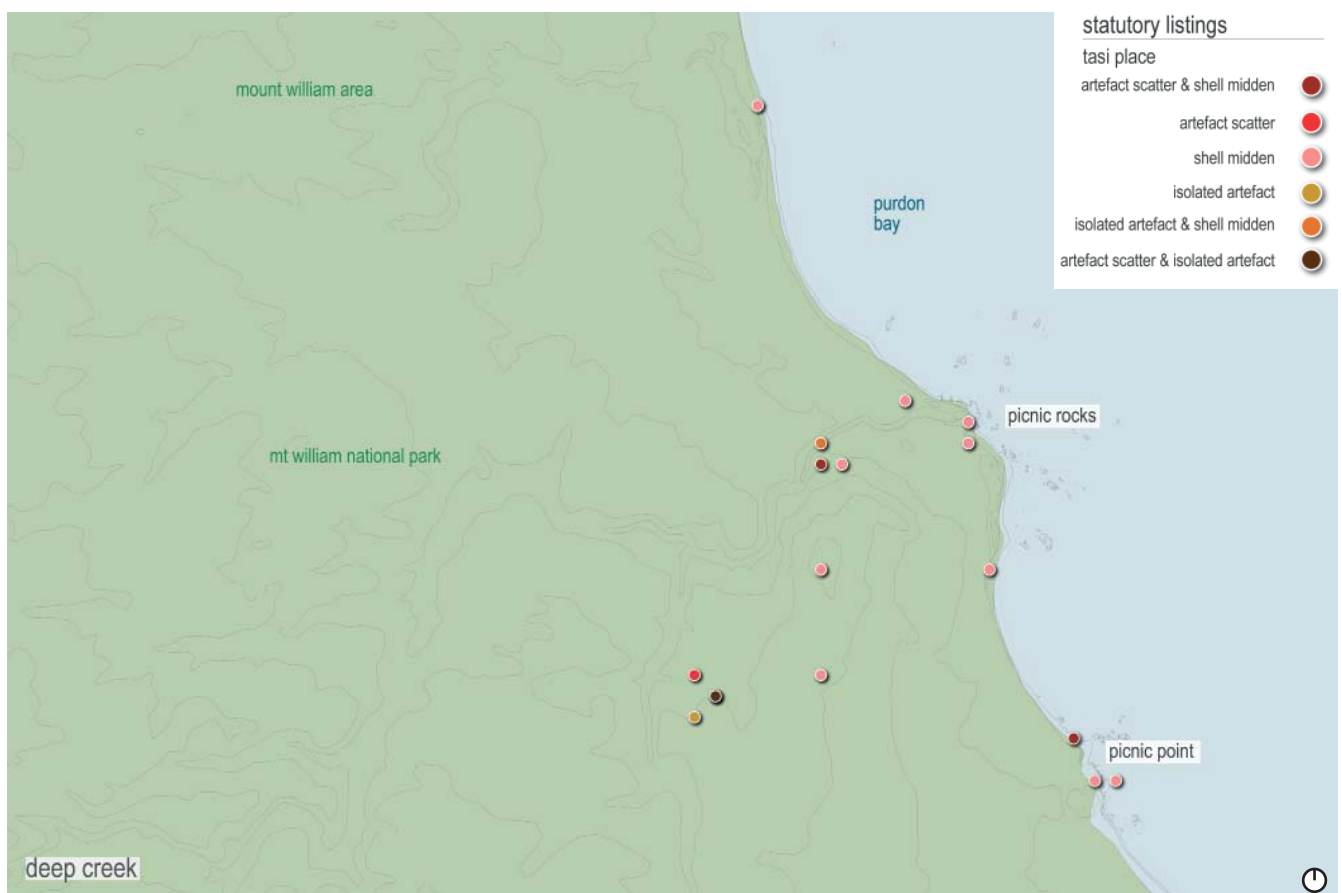 statutory listings
tasi place
artefact scatter & shell midden
artefact scatter
shell midden
isolated artefact
isolated artefact & shell midden
artefact scatter & isolated artefact
mount william area
purdon
bay
picnic rocks
mt william national park
picnic point
deep creek